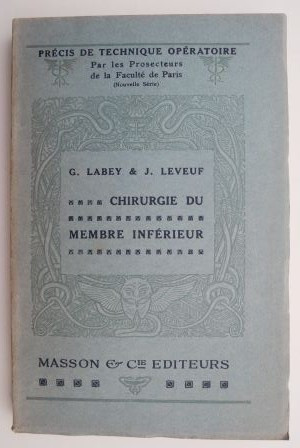 PRÉCIS DE TECHNIQUE OPÉRATOIRE
Par les Prosecteurs
de la Faculté de Paris
(Nouvelle Série)
G. LABEY & J. LEVEUF
CHIRURGIE DU
MEMBRE INFÉRIEUR
MASSON & CIE EDITEURS